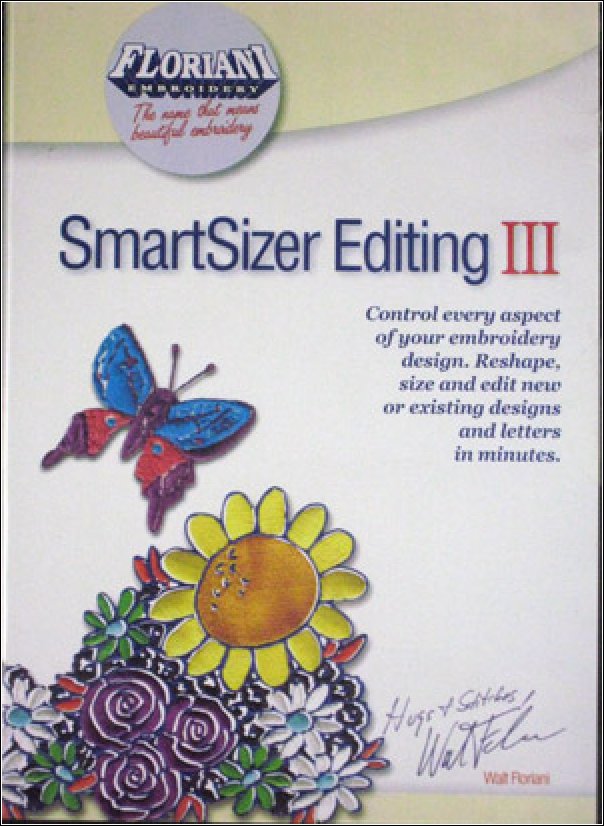 FLORIANI
EMBROIDERY
The name that means
beautiful embroidery
SmartSizer Editing III
Control every aspect
of your embroidery
design. Reshape,
size and edit new
or existing designs
and letters
in minutes.
Hugs & Stitches
Walt Floriani